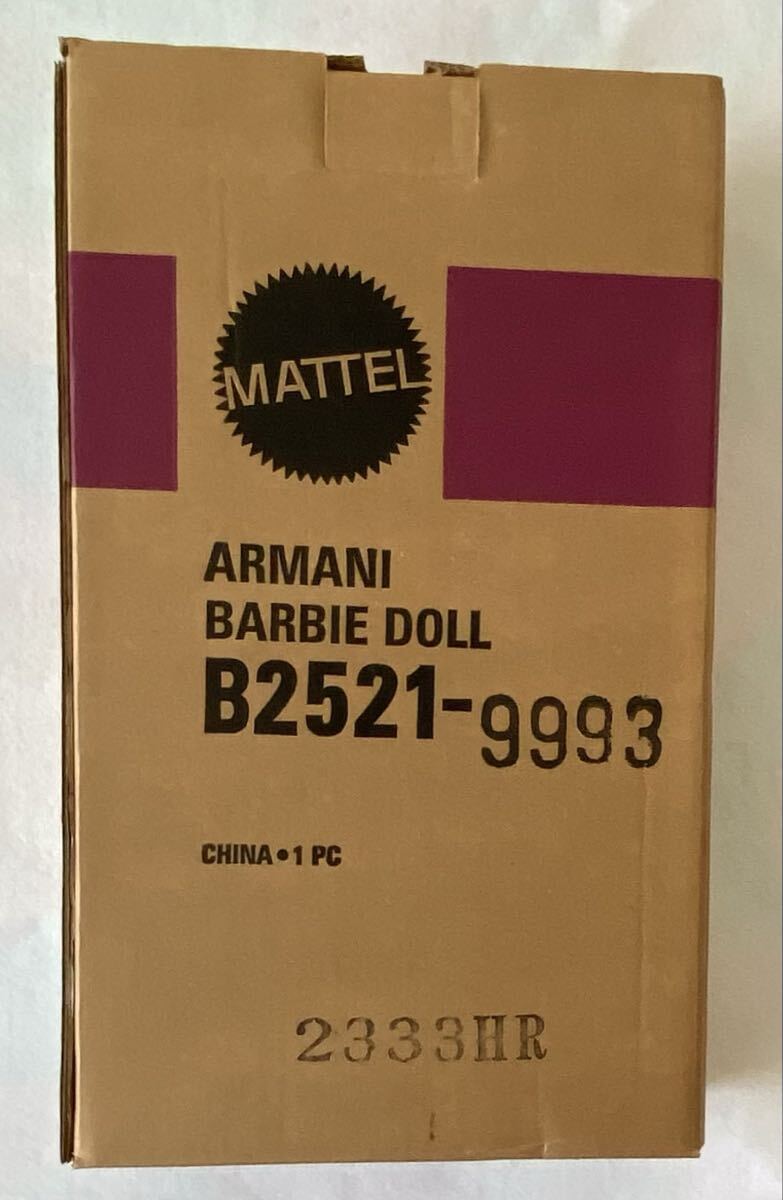 MATTEL
ARMANI
BARBIE DOLL
B2521-9993
CHINA•1 PC
2333HR